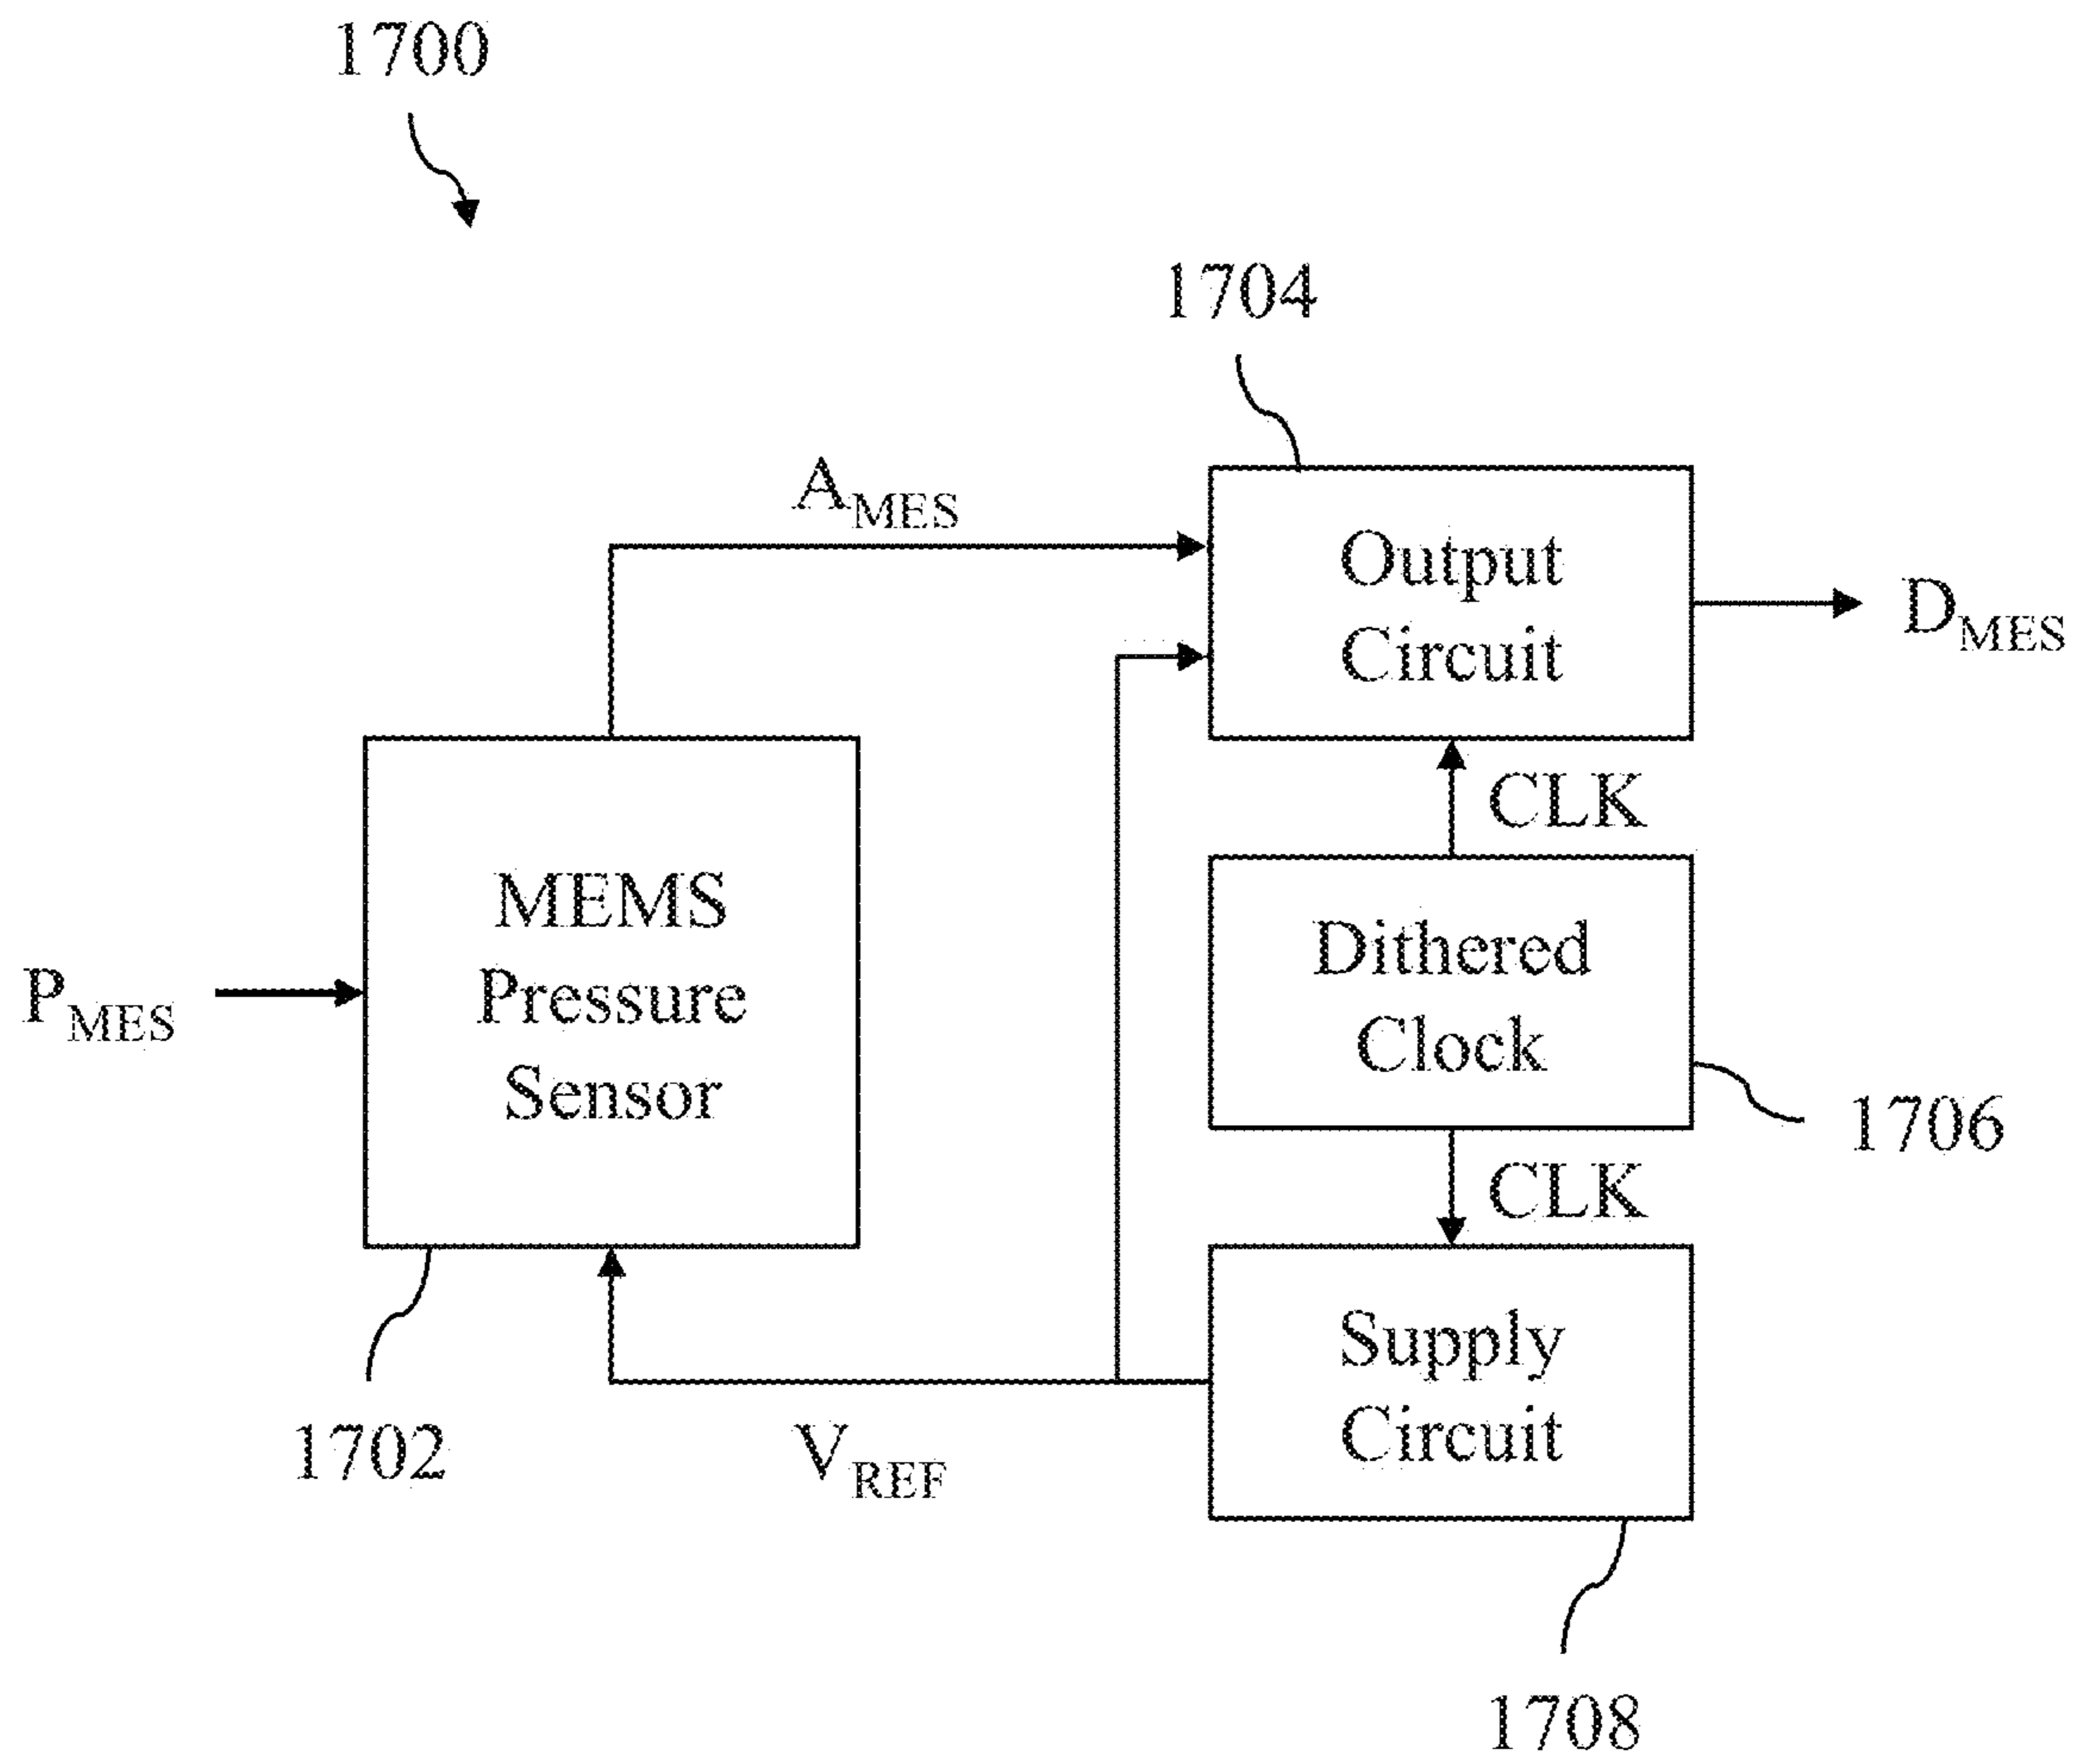 1700
1704
A_MES
Output
Circuit
D_MES
CLK
MEMS
Pressure
Sensor
P_MES
Dithered
Clock
1706
CLK
Supply
Circuit
1702
V_REF
1708